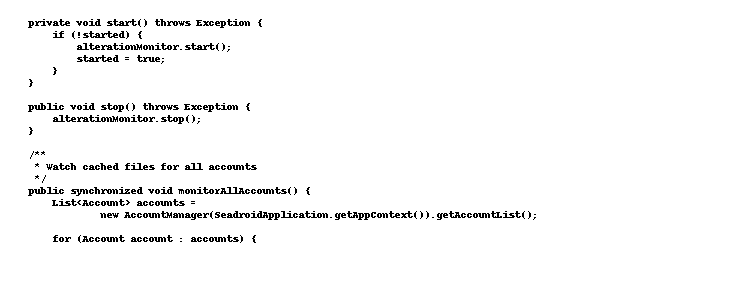 private void start() throws Exception {
    if (!started) {
        alterationMonitor.start();
        started = true;
    }
}

public void stop() throws Exception {
    alterationMonitor.stop();
}

/**
 * Watch cached files for all accounts
 */
public synchronized void monitorAllAccounts() {
    List<Account> accounts =
            new AccountManager(SeadroidApplication.getAppContext()).getAccountList();

    for (Account account : accounts) {